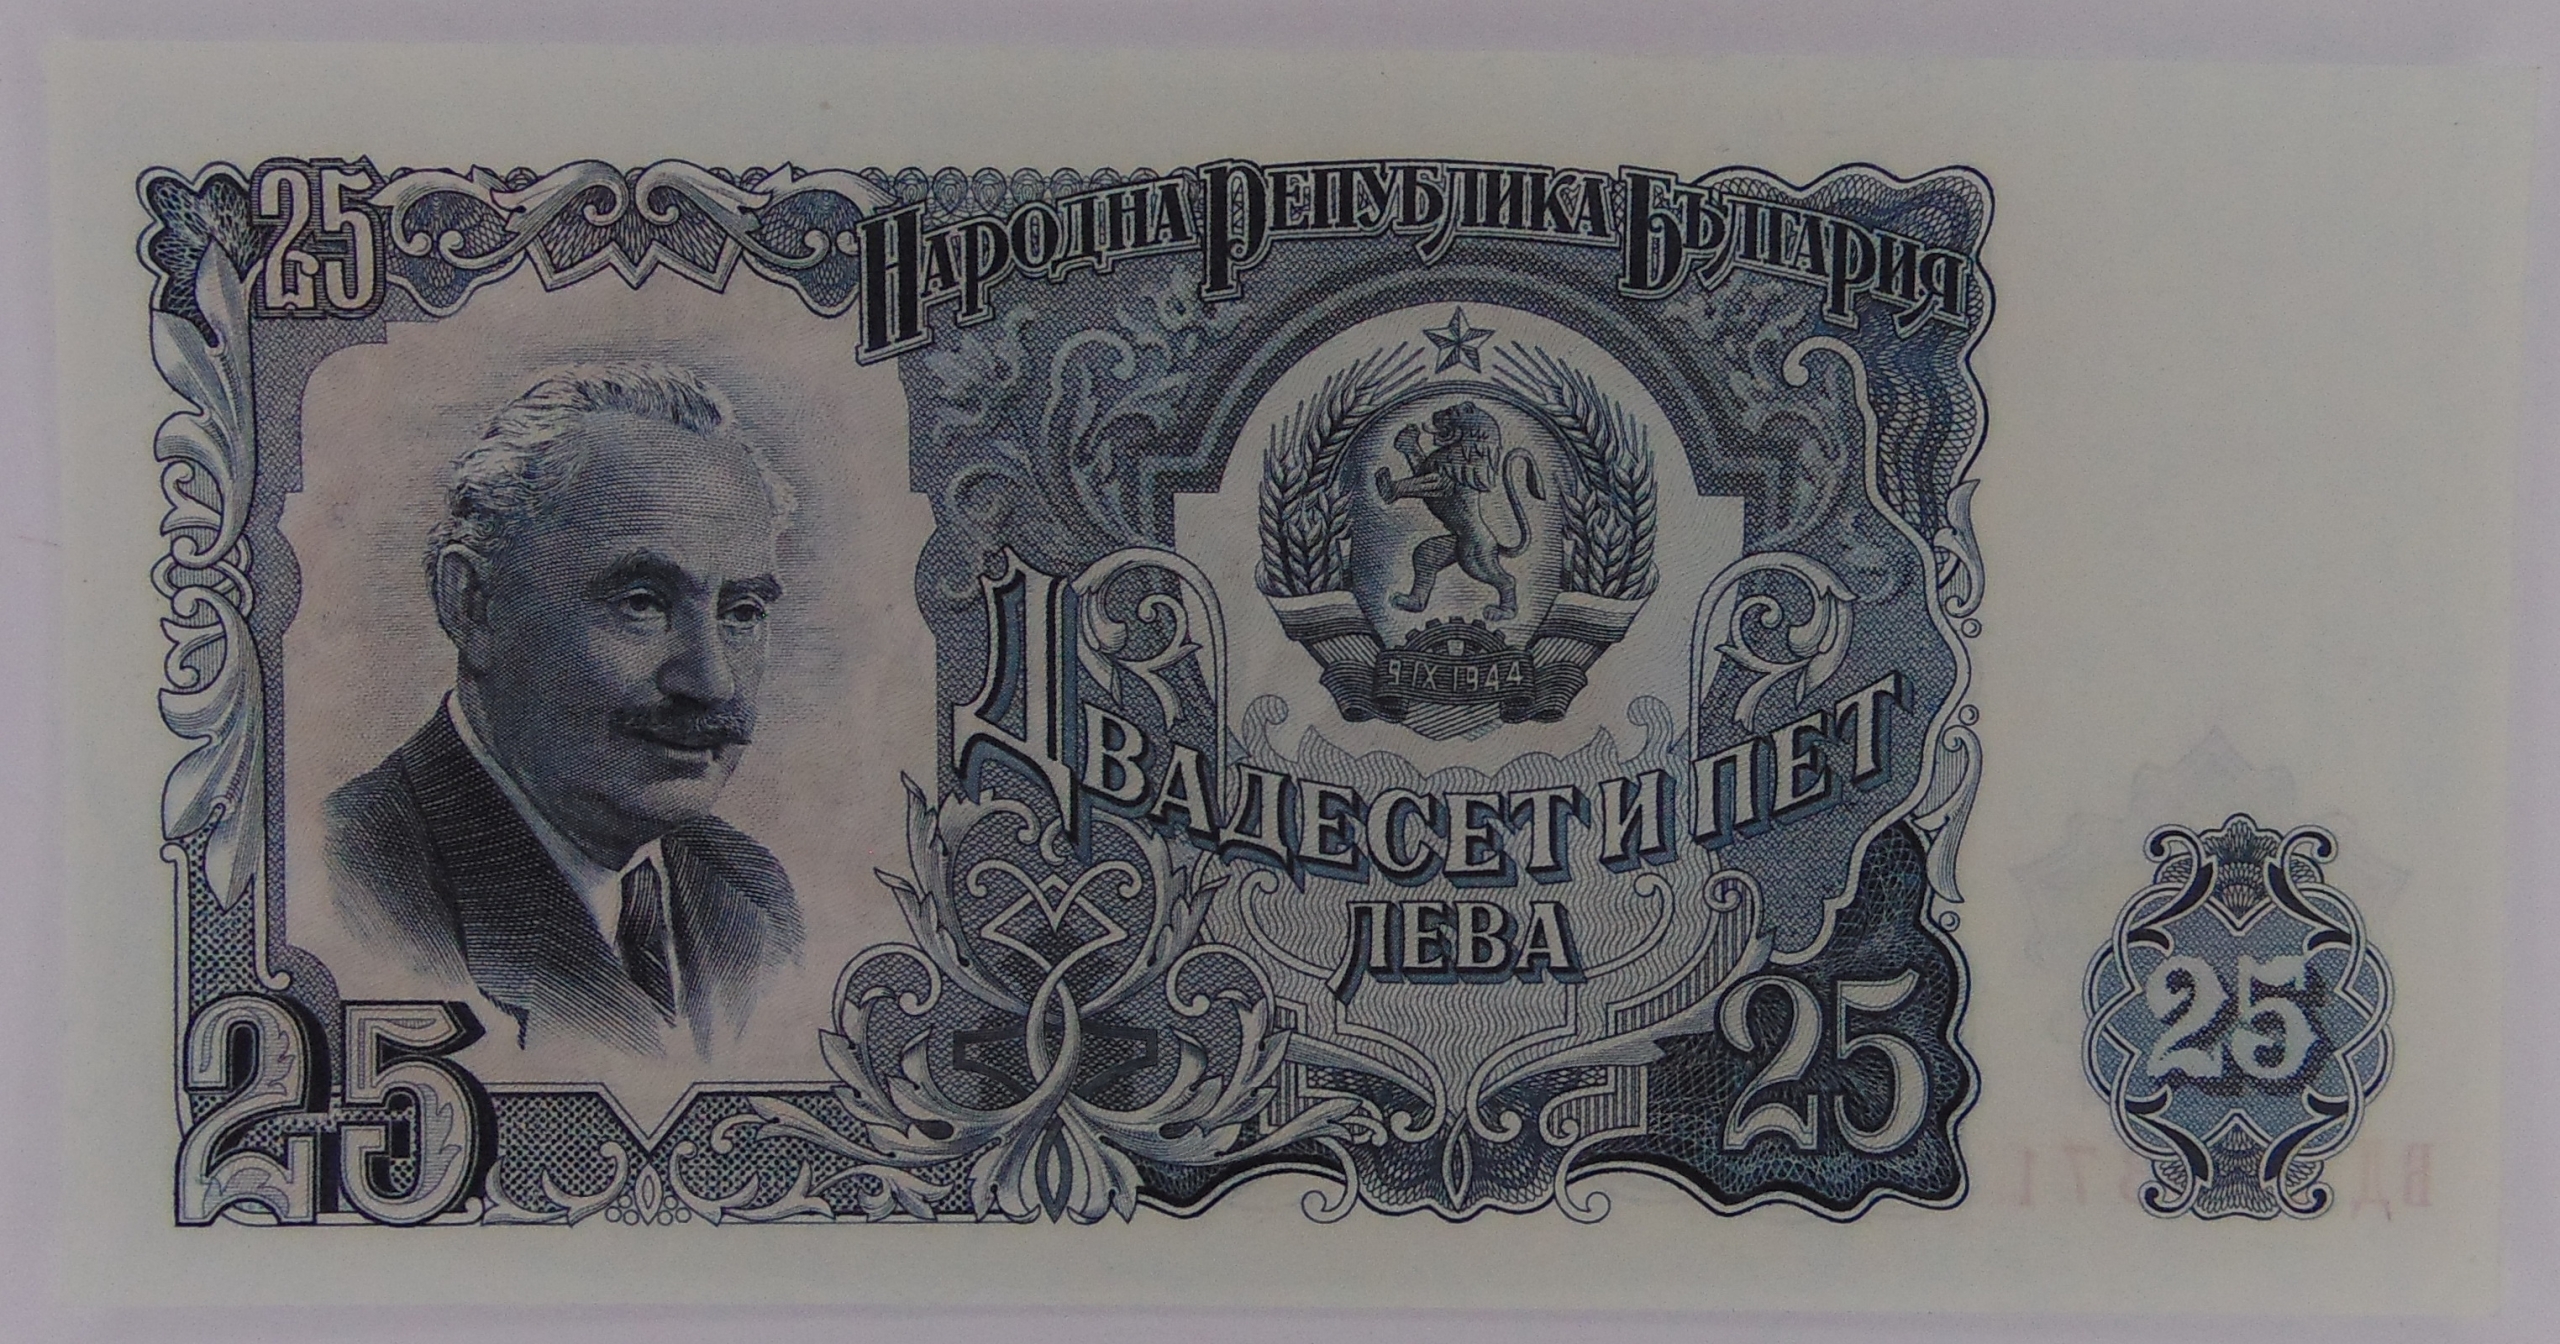 25
НАРОДНА РЕПУБЛИКА БЪЛГАРИЯ
9 IX 1944
ДВАДЕСЕТ И ПЕТ
ЛЕВА
25
25
25